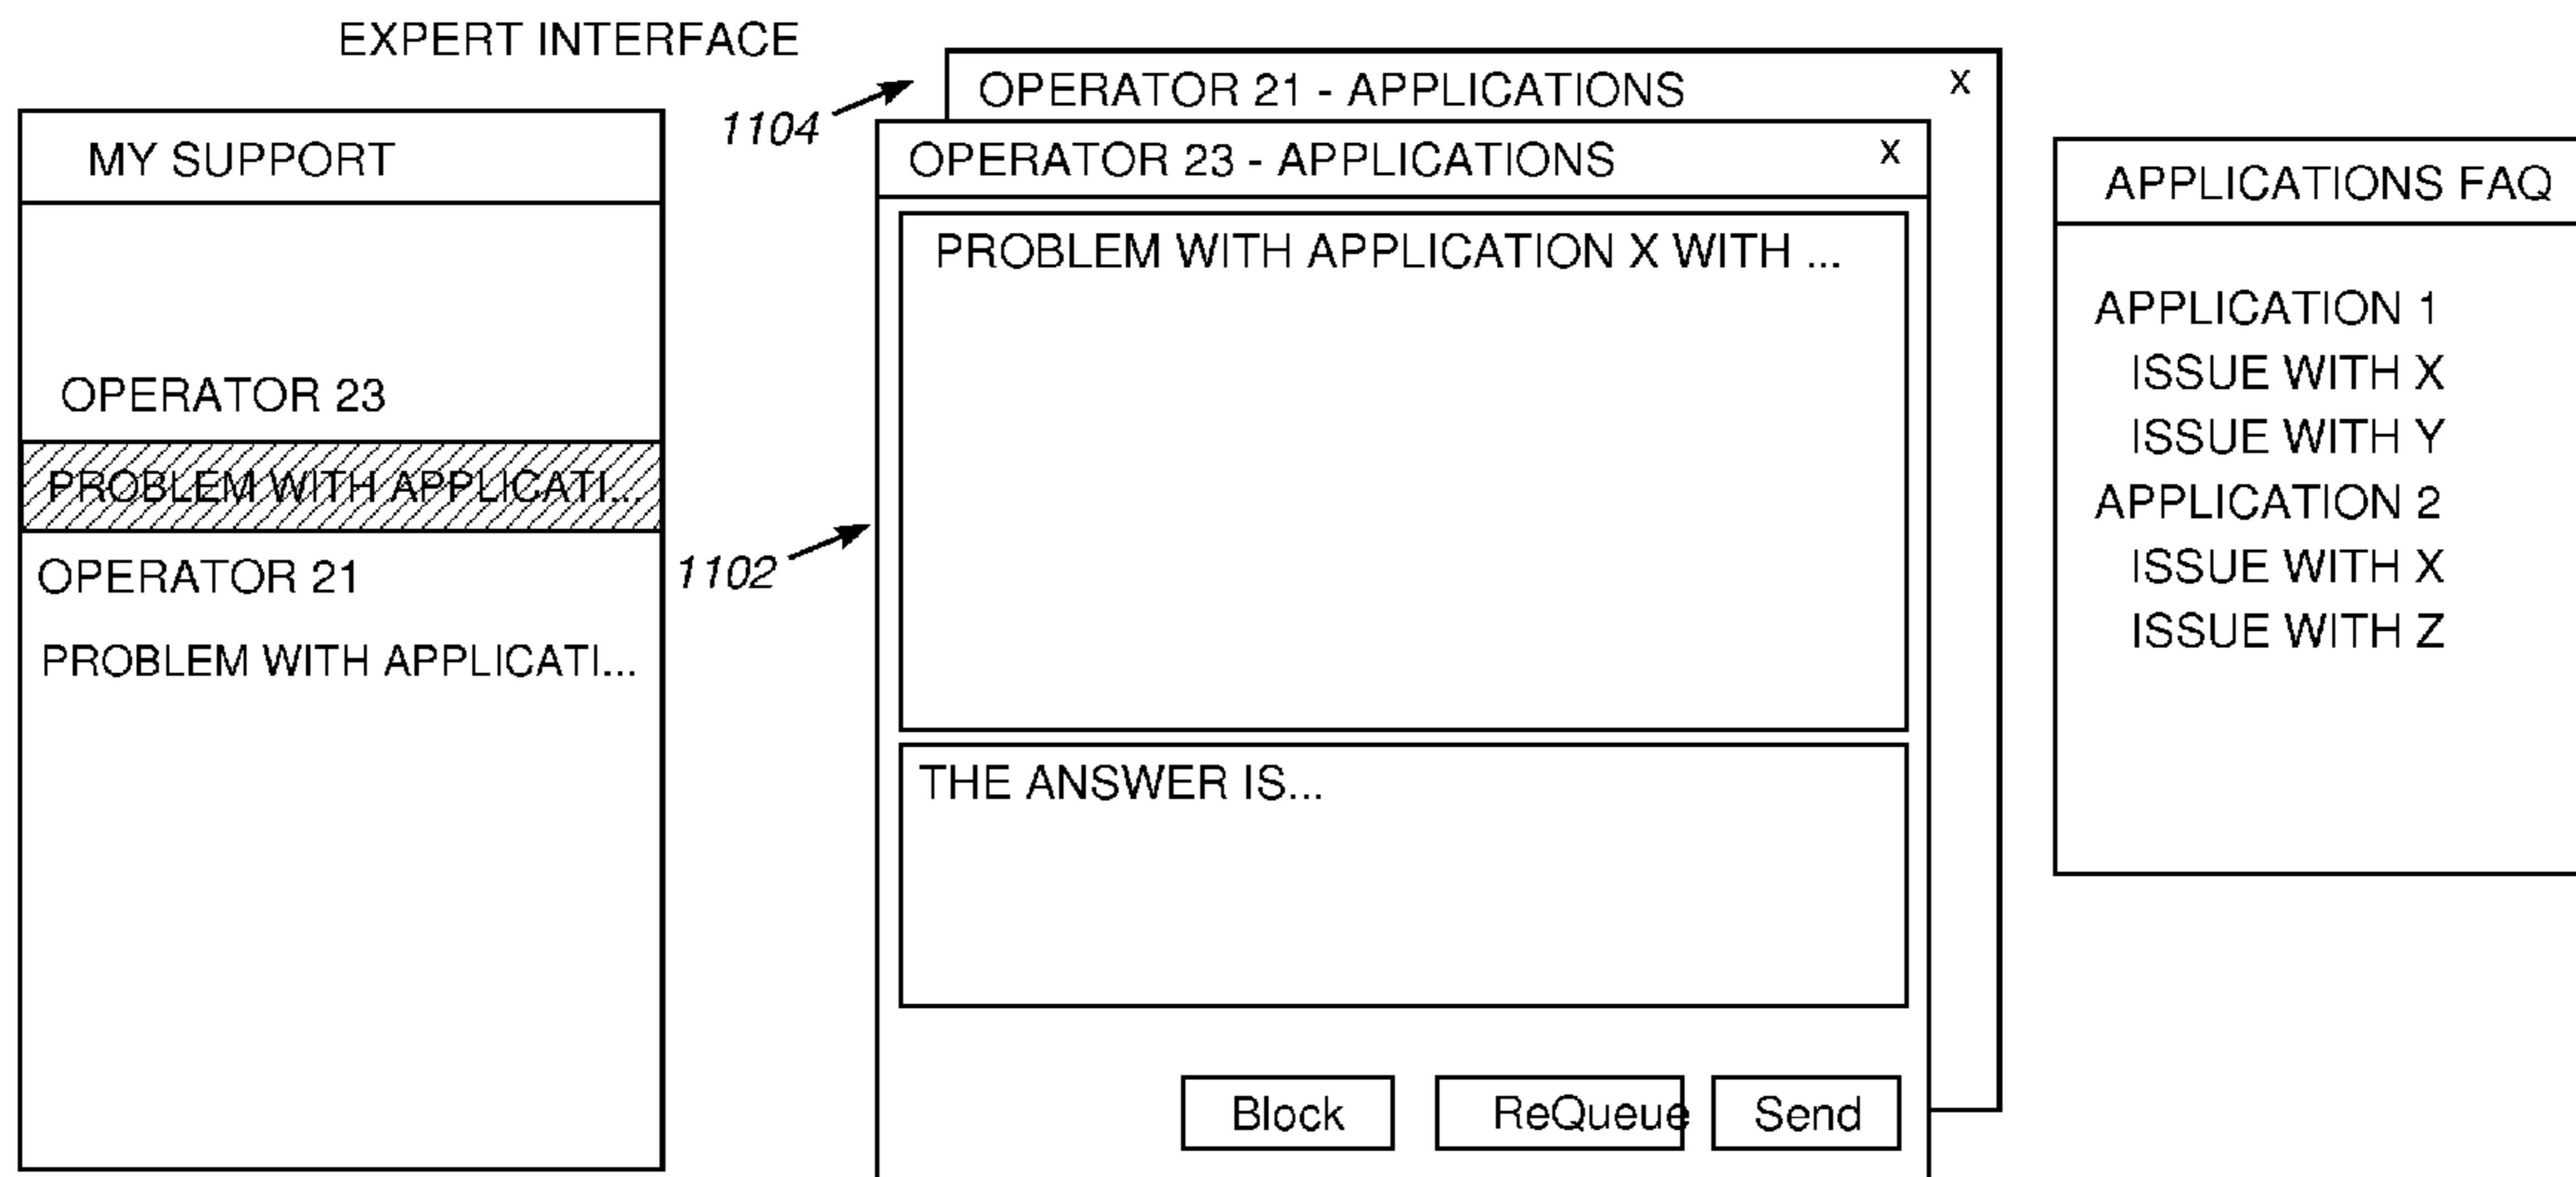 EXPERT INTERFACE
MY SUPPORT
OPERATOR 23
PROBLEM WITH APPLICATI...
OPERATOR 21
PROBLEM WITH APPLICATI...
1104
OPERATOR 21 - APPLICATIONS
X
OPERATOR 23 - APPLICATIONS
X
1102
PROBLEM WITH APPLICATION X WITH ...
THE ANSWER IS...
Block
ReQueue
Send
APPLICATIONS FAQ
APPLICATION 1
ISSUE WITH X
ISSUE WITH Y
APPLICATION 2
ISSUE WITH X
ISSUE WITH Z